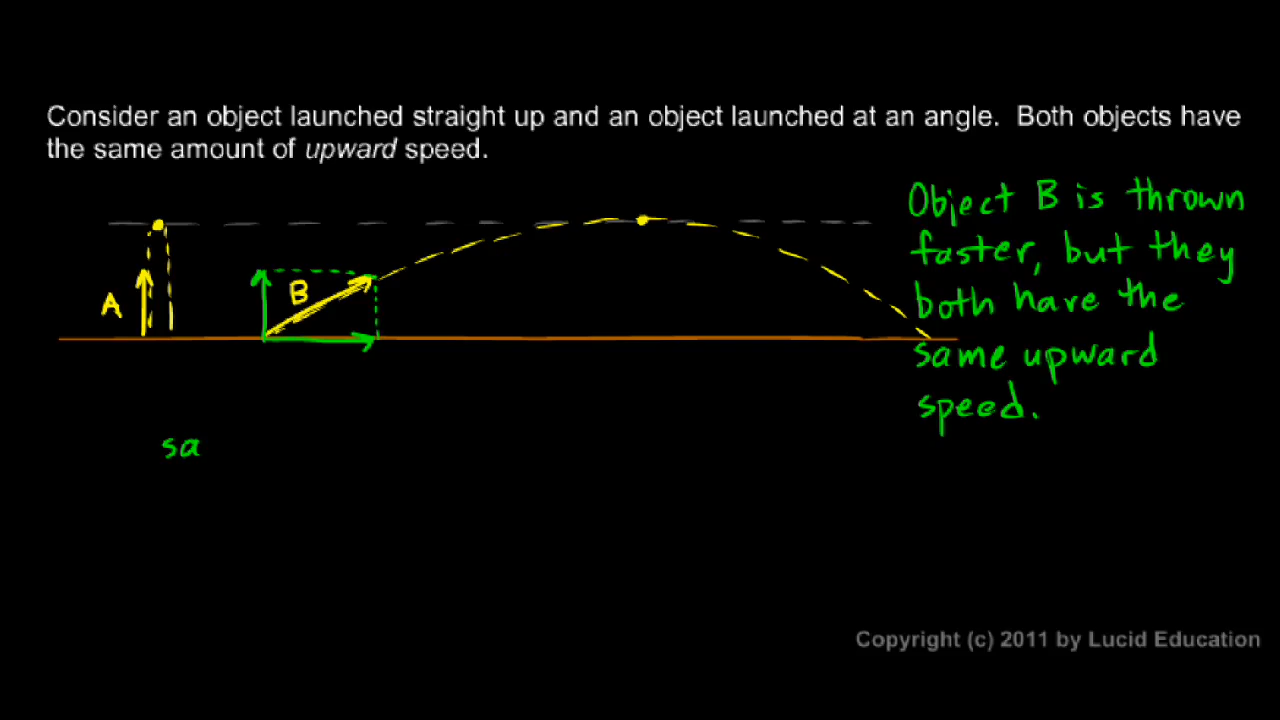 Consider an object launched straight up and an object launched at an angle. Both objects have
the same amount of upward speed.
Object B is thrown
faster, but they
both have the
same upward
speed.
A
B
sa
Copyright (c) 2011 by Lucid Education